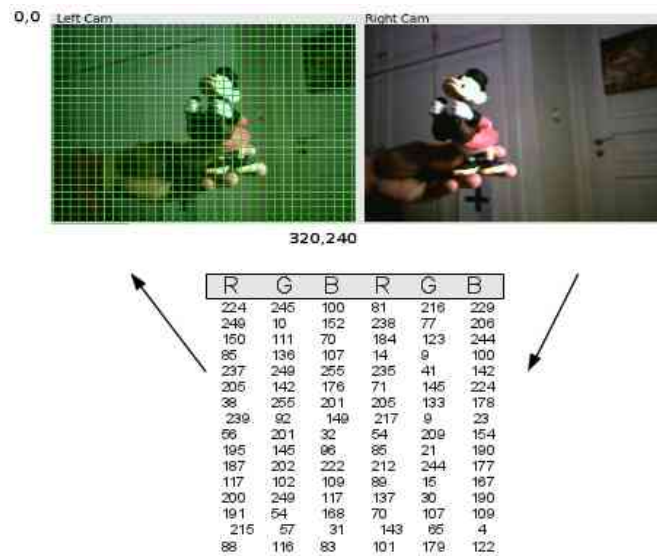 0,0 Left Cam Right Cam
320,240
R G B R G B
224 245 100 81 216 229
249 10 152 238 77 206
150 111 70 184 123 244
85 136 107 14 9 100
237 249 255 235 41 142
205 142 176 71 145 224
38 255 201 205 133 178
239 92 149 217 9 23
56 201 32 54 209 154
195 145 96 85 21 190
187 202 222 212 244 177
117 102 109 89 15 167
200 249 117 137 30 190
191 54 168 70 107 109
215 57 31 143 65 4
88 116 83 101 179 122